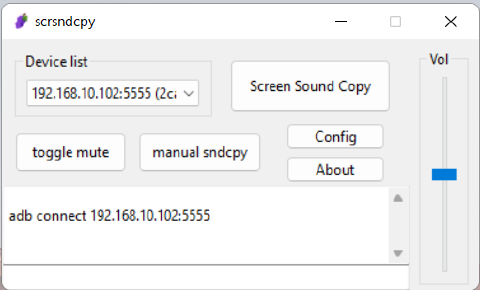 scrsndcpy
Device list
Vol
192.168.10.102:5555 (2ca
Screen Sound Copy
toggle mute
manual sndcpy
Config
About
adb connect 192.168.10.102:5555